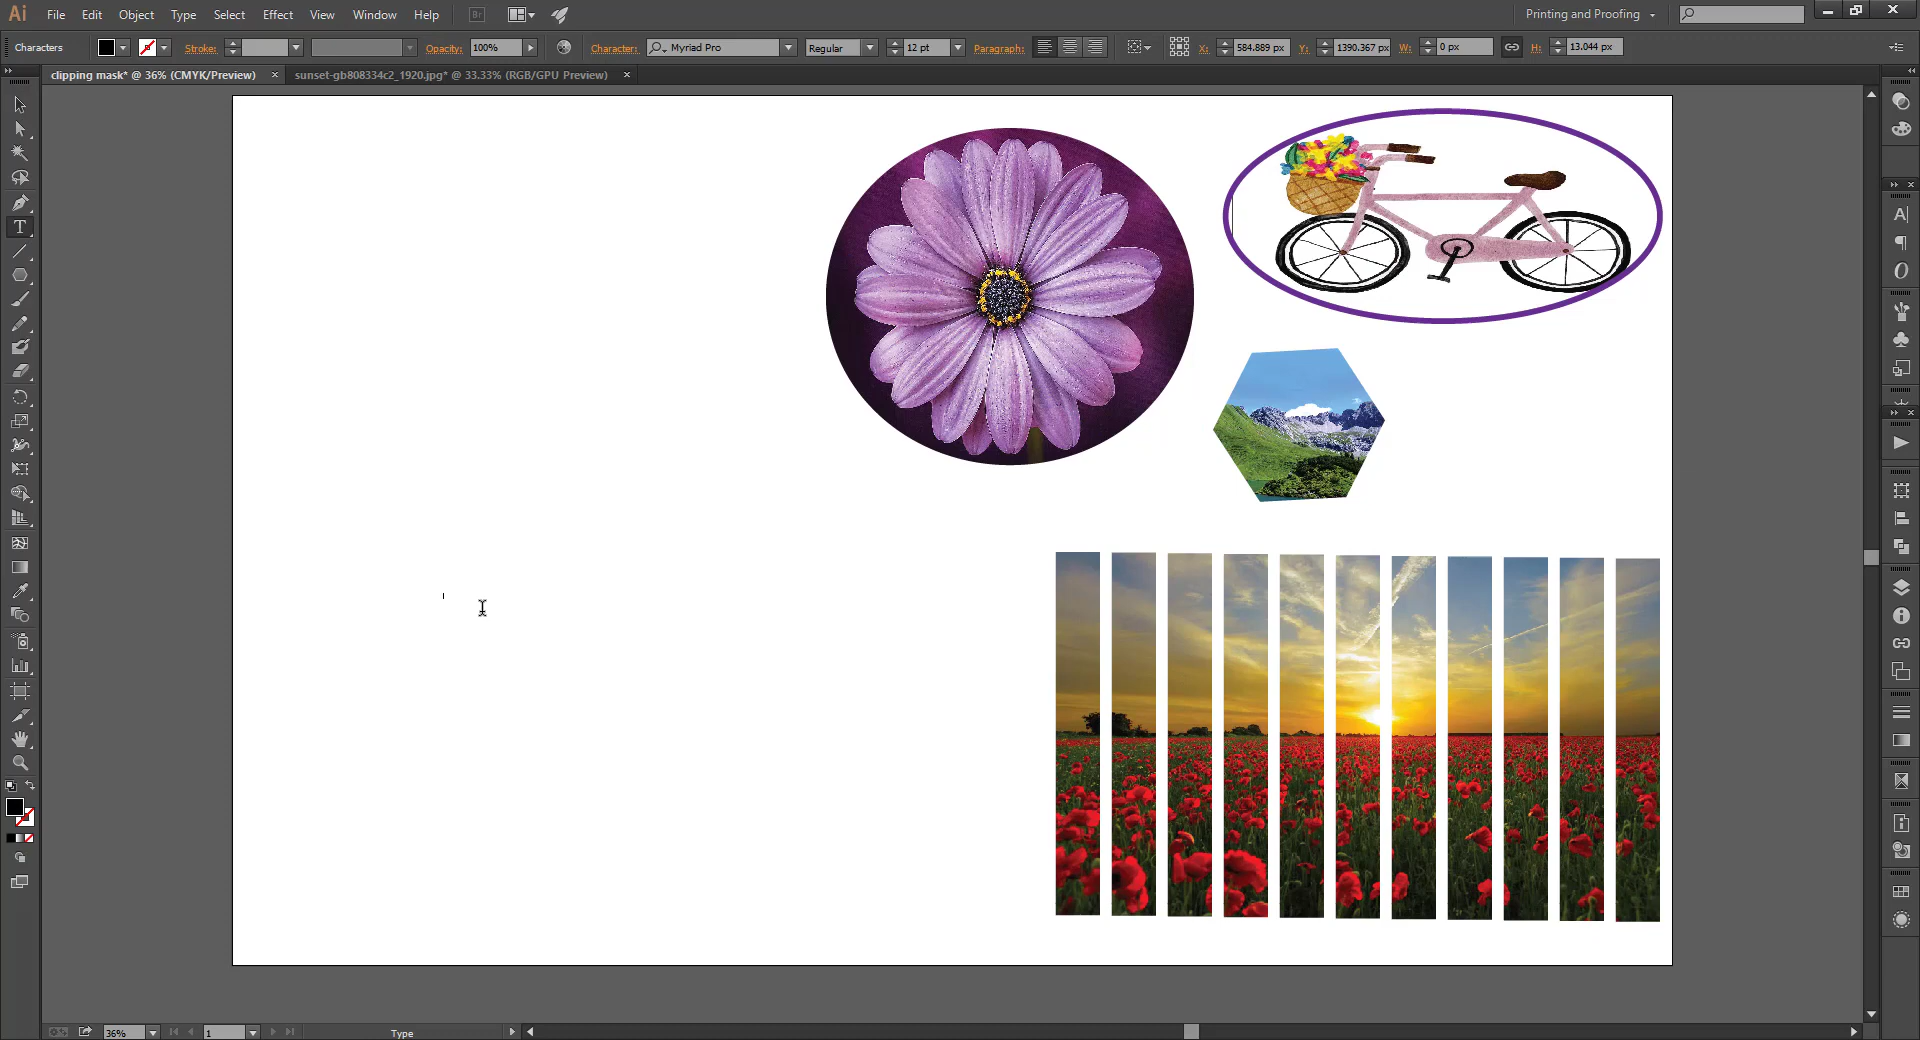 Ai File Edit Object Type Select Effect View Window Help Br Printing and Proofing
Characters Stroke: Opacity: 100% Character: Myriad Pro Regular 12 pt Paragraph: X: 584.889 px Y: 1390.367 px W: 0 px H: 13.044 px
clipping mask* @ 36% (CMYK/Preview) × sunset-gb808334c2_1920.jpg* @ 33.33% (RGB/GPU Preview) ×
36% 1 Type